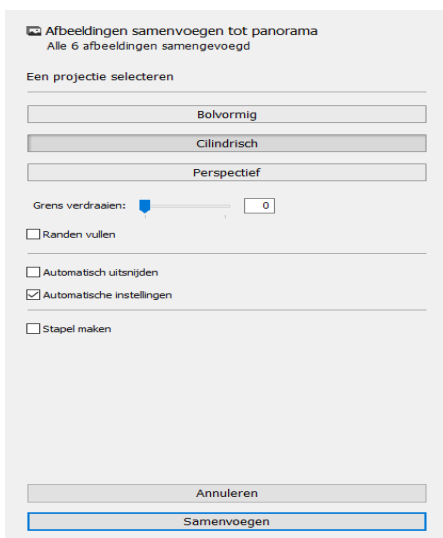 Afbeeldingen samenvoegen tot panorama
Alle 6 afbeeldingen samengevoegd
Een projectie selecteren
Bolvormig
Cilindrisch
Perspectief
Grens verdraaien: 0
Randen vullen
Automatisch uitsnijden
Automatische instellingen
Stapel maken
Annuleren
Samenvoegen